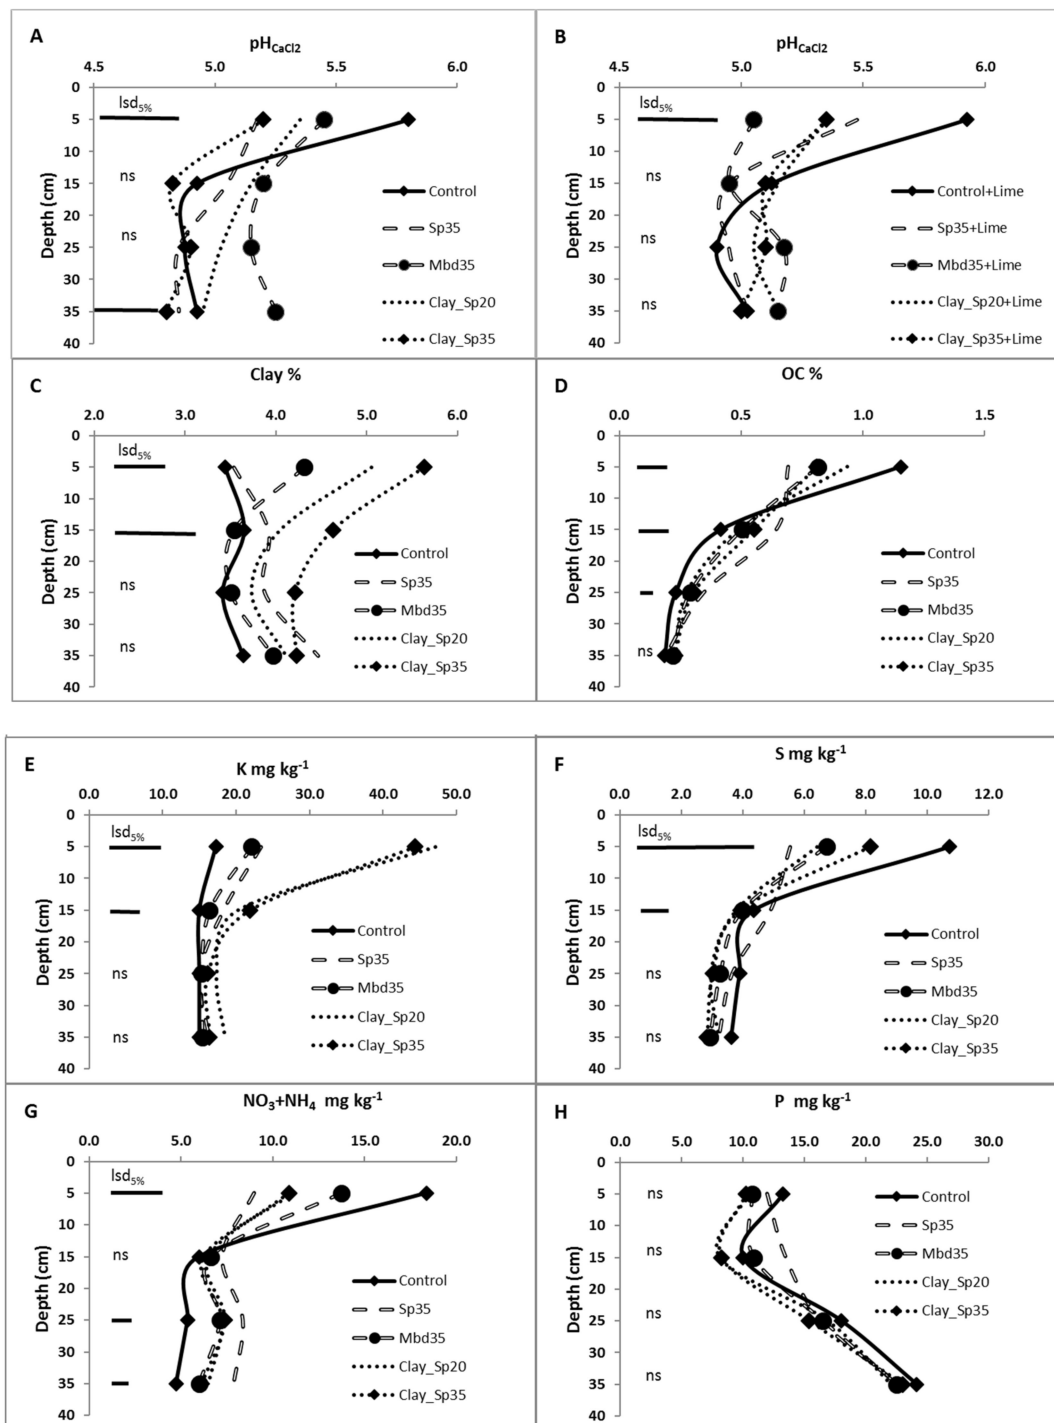 A
pH_CaCl2
4.5 5.0 5.5 6.0
0
lsd5%
5
10
15
ns
20
ns
25
30
35
40
Depth (cm)
Control
Sp35
Mbd35
Clay_Sp20
Clay_Sp35
B
pH_CaCl2
4.5 5.0 5.5 6.0
0
lsd5%
5
10
15
ns
20
ns
25
30
ns
35
40
Depth (cm)
Control+Lime
Sp35+Lime
Mbd35+Lime
Clay_Sp20+Lime
Clay_Sp35+Lime
C
Clay %
2.0 3.0 4.0 5.0 6.0
0
lsd5%
5
10
15
20
ns
25
30
ns
35
40
Depth (cm)
Control
Sp35
Mbd35
Clay_Sp20
Clay_Sp35
D
OC %
0.0 0.5 1.0 1.5
0
5
10
15
20
25
30
ns
35
40
Depth (cm)
Control
Sp35
Mbd35
Clay_Sp20
Clay_Sp35
E
K mg kg-1
0.0 10.0 20.0 30.0 40.0 50.0
0
lsd5%
5
10
15
20
ns
25
30
ns
35
40
Depth (cm)
Control
Sp35
Mbd35
Clay_Sp20
Clay_Sp35
F
S mg kg-1
0.0 2.0 4.0 6.0 8.0 10.0 12.0
0
lsd5%
5
10
15
20
ns
25
30
ns
35
40
Depth (cm)
Control
Sp35
Mbd35
Clay_Sp20
Clay_Sp35
G
NO3+NH4 mg kg-1
0.0 5.0 10.0 15.0 20.0
0
lsd5%
5
10
ns
15
20
25
30
35
40
Depth (cm)
Control
Sp35
Mbd35
Clay_Sp20
Clay_Sp35
H
P mg kg-1
0.0 5.0 10.0 15.0 20.0 25.0 30.0
0
ns
5
10
ns
15
20
ns
25
30
ns
35
40
Depth (cm)
Control
Sp35
Mbd35
Clay_Sp20
Clay_Sp35